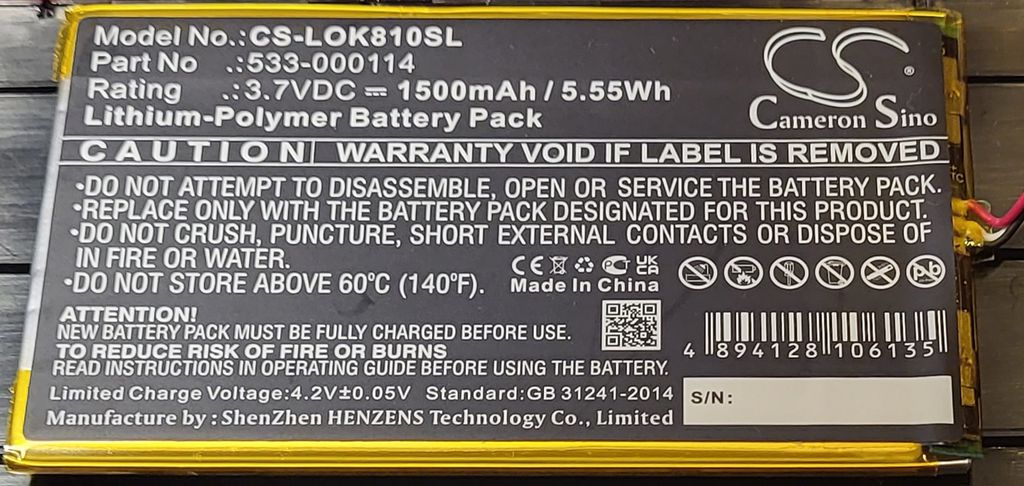 Model No.:CS-LOK810SL
Part No .:533-000114
Rating .:3.7VDC ⎓ 1500mAh / 5.55Wh
Lithium-Polymer Battery Pack
CS ®
Cameron Sino
CAUTION| WARRANTY VOID IF LABEL IS REMOVED
•DO NOT ATTEMPT TO DISASSEMBLE, OPEN OR SERVICE THE BATTERY PACK.
•REPLACE ONLY WITH THE BATTERY PACK DESIGNATED FOR THIS PRODUCT.
•DO NOT CRUSH, PUNCTURE, SHORT EXTERNAL CONTACTS OR DISPOSE OF
IN FIRE OR WATER.
•DO NOT STORE ABOVE 60ºC (140ºF).
CE UK CA
Made In China
Pb
ATTENTION!
NEW BATTERY PACK MUST BE FULLY CHARGED BEFORE USE.
TO REDUCE RISK OF FIRE OR BURNS
READ INSTRUCTIONS IN OPERATING GUIDE BEFORE USING THE BATTERY.
4 894128 106135
Limited Charge Voltage:4.2V±0.05V Standard:GB 31241-2014
Manufacture by : ShenZhen HENZENS Technology Co., Limited
S/N: